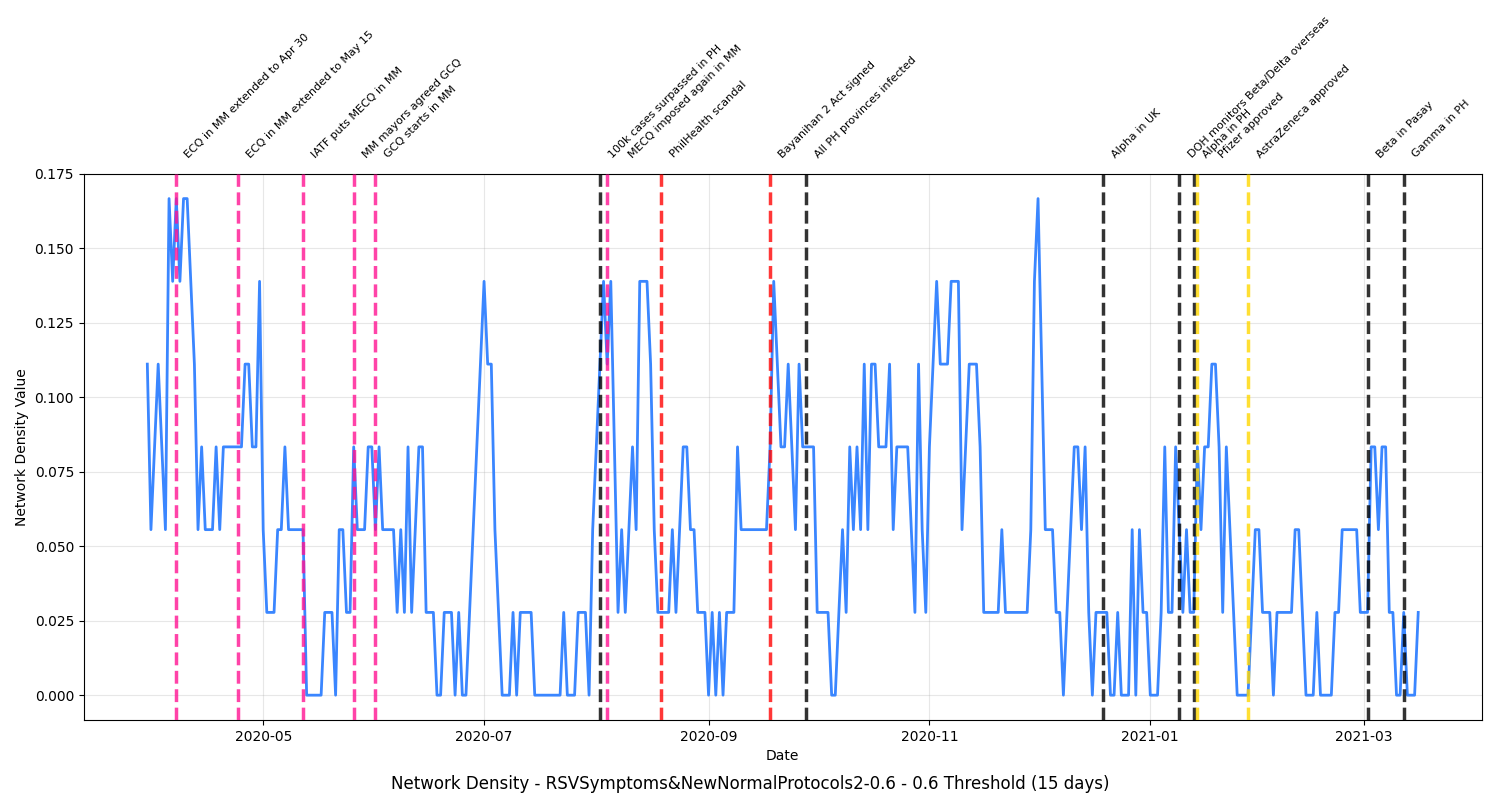 ECQ in MM extended to Apr 30
ECQ in MM extended to May 15
IATF puts MECQ in MM
MM mayors agreed GCQ
GCQ starts in MM
100k cases surpassed in PH
MECQ imposed again in MM
PhilHealth scandal
Bayanihan 2 Act signed
All PH provinces infected
Alpha in UK
DOH monitors Beta/Delta overseas
Alpha in PH
Pfizer approved
AstraZeneca approved
Beta in Pasay
Gamma in PH
0.175
0.150
0.125
0.100
0.075
0.050
0.025
0.000
Network Density Value
2020-05
2020-07
2020-09
2020-11
2021-01
2021-03
Date
Network Density - RSVSymptoms&NewNormalProtocols2-0.6 - 0.6 Threshold (15 days)